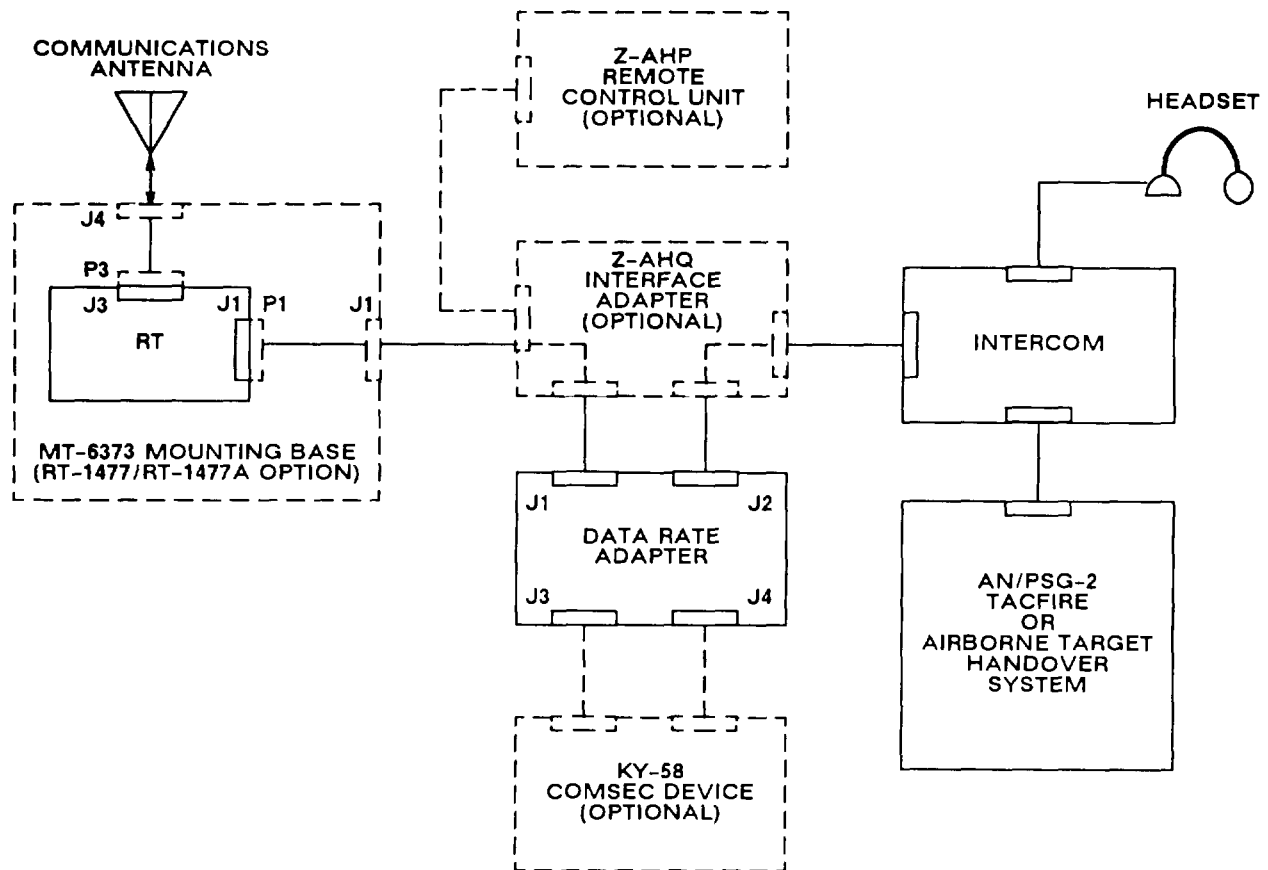 COMMUNICATIONS
ANTENNA
Z-AHP
REMOTE
CONTROL UNIT
(OPTIONAL)
HEADSET
J4
P3
J3
J1
P1
J1
RT
MT-6373 MOUNTING BASE
(RT-1477/RT-1477A OPTION)
Z-AHQ
INTERFACE
ADAPTER
(OPTIONAL)
INTERCOM
J1
J2
DATA RATE
ADAPTER
J3
J4
AN/PSG-2
TACFIRE
OR
AIRBORNE TARGET
HANDOVER
SYSTEM
KY-58
COMSEC DEVICE
(OPTIONAL)